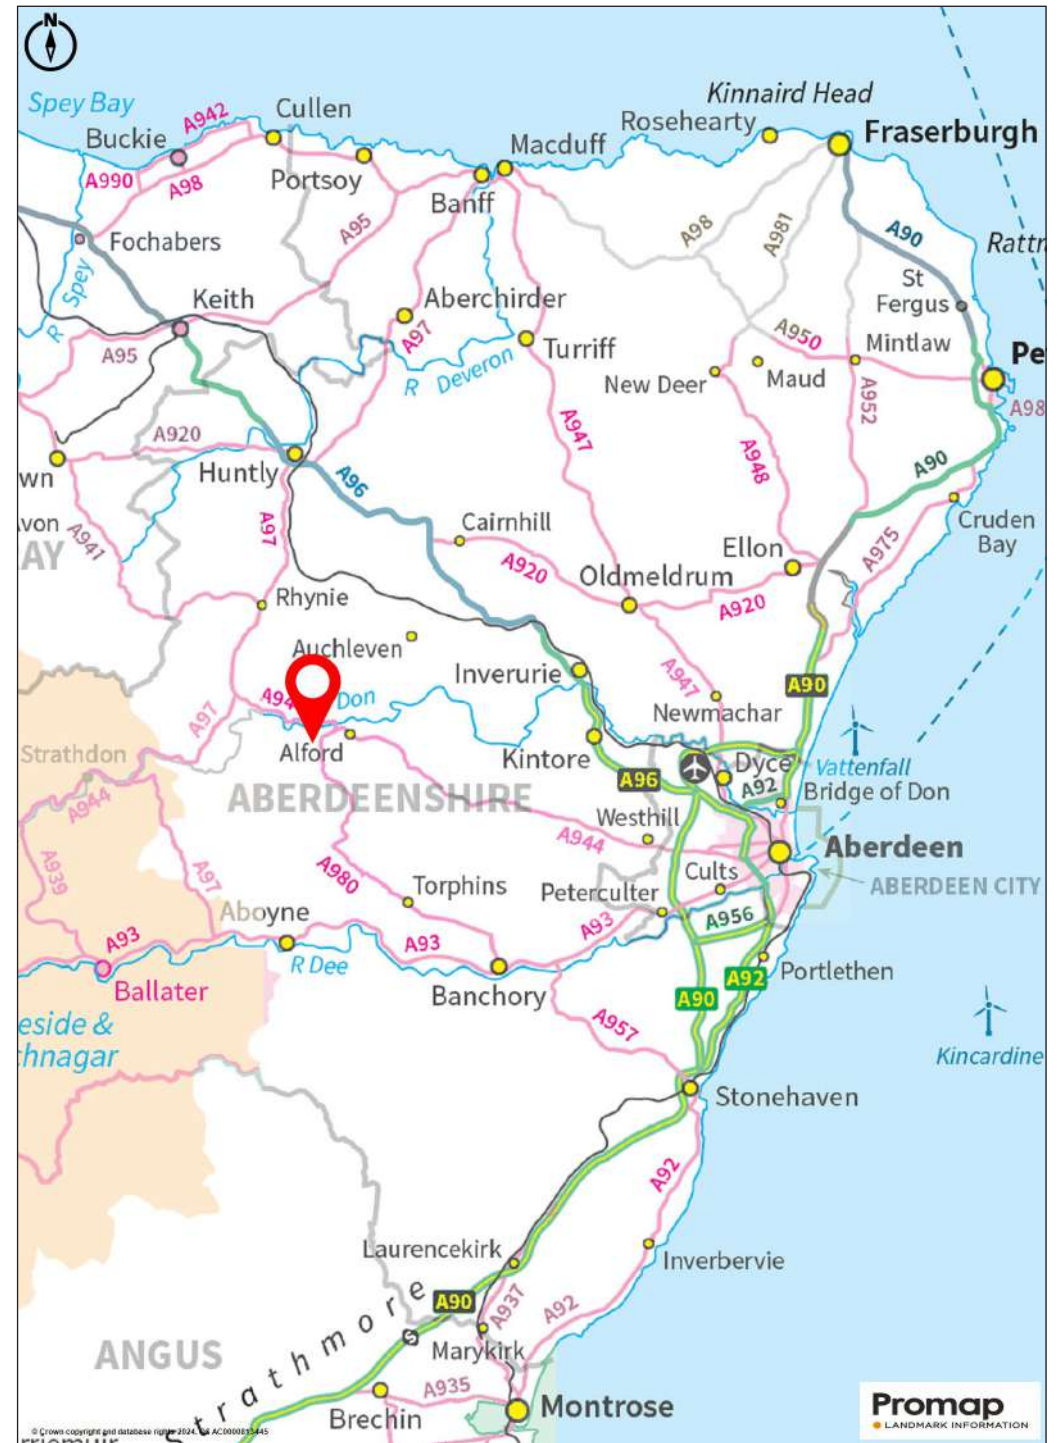 N
Spey Bay
A942
Cullen
Kinnaird Head
Buckie
Rosehearty
Fraserburgh
Macduff
A990
A98
Portsoy
Banff
A95
A98
A981
A90
Fochabers
Rattr
R Spey
Keith
Aberchirder
St
Fergus
A97
A950
Mintlaw
A95
Turriff
Pe
R Deveron
New Deer
Maud
A98
A952
A920
A947
A948
A90
wn
Huntly
A96
von
A941
A97
Cairnhill
Cruden
Bay
AY
Ellon
A975
A920
Oldmeldrum
A920
Rhynie
Auchleven
Inverurie
A947
A90
A94
Don
A97
Newmachar
Strathdon
Alford
Kintore
Dyce
Vattenfall
A96
A92
Bridge of Don
A944
ABERDEENSHIRE
Westhill
A944
Aberdeen
A939
A97
A980
Torphins
Cults
Peterculter
ABERDEEN CITY
Aboyne
A93
A956
A93
A93
R Dee
Portlethen
A92
Ballater
Banchory
A90
eside &
A957
chnagar
Kincardine
Stonehaven
A92
Laurencekirk
Inverbervie
A90
A937
A92
Strathmore
ANGUS
Marykirk
A935
Montrose
Brechin
Promap
LANDMARK INFORMATION